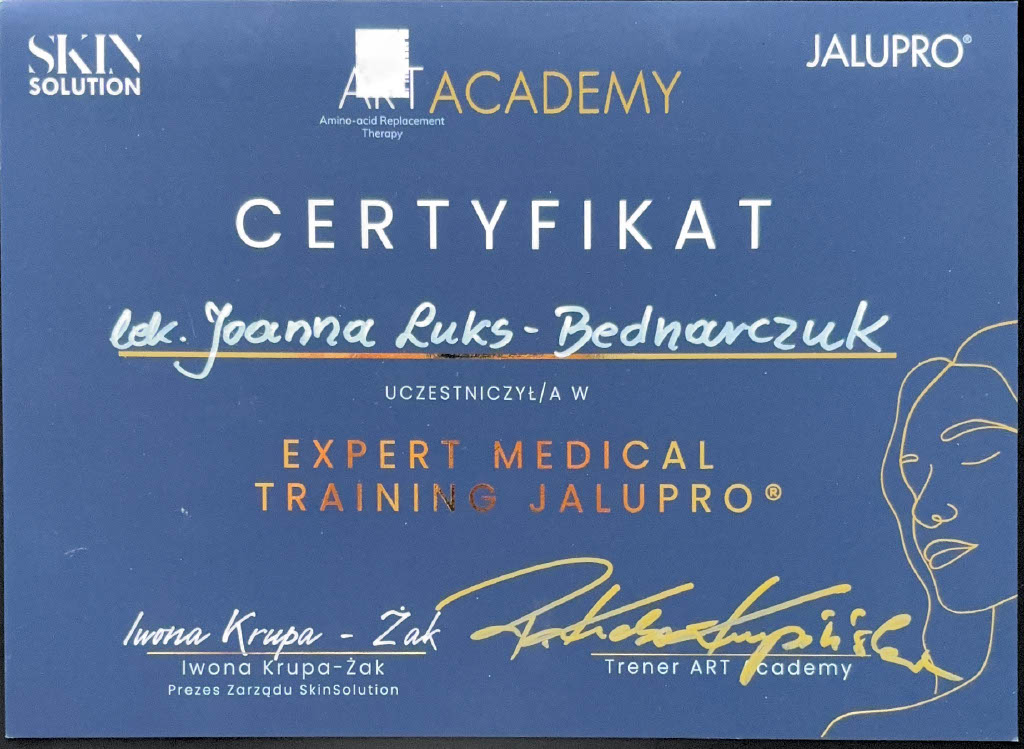 SKIN
SOLUTION
ART ACADEMY
Amino-acid Replacement
Therapy
JALUPRO®
CERTYFIKAT
lek. Joanna Luks-Bednarczuk
UCZESTNICZYŁ/A W
EXPERT MEDICAL
TRAINING JALUPRO®
Iwona Krupa - Żak
Iwona Krupa-Żak
Prezes Zarządu SkinSolution
Trener ART Academy